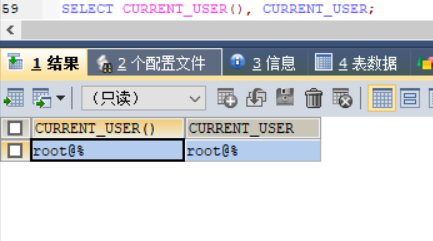 59 SELECT CURRENT_USER(), CURRENT_USER;
1 结果 2 个配置文件 3 信息 4 表数据
（只读）
CURRENT_USER() CURRENT_USER
root@% root@%